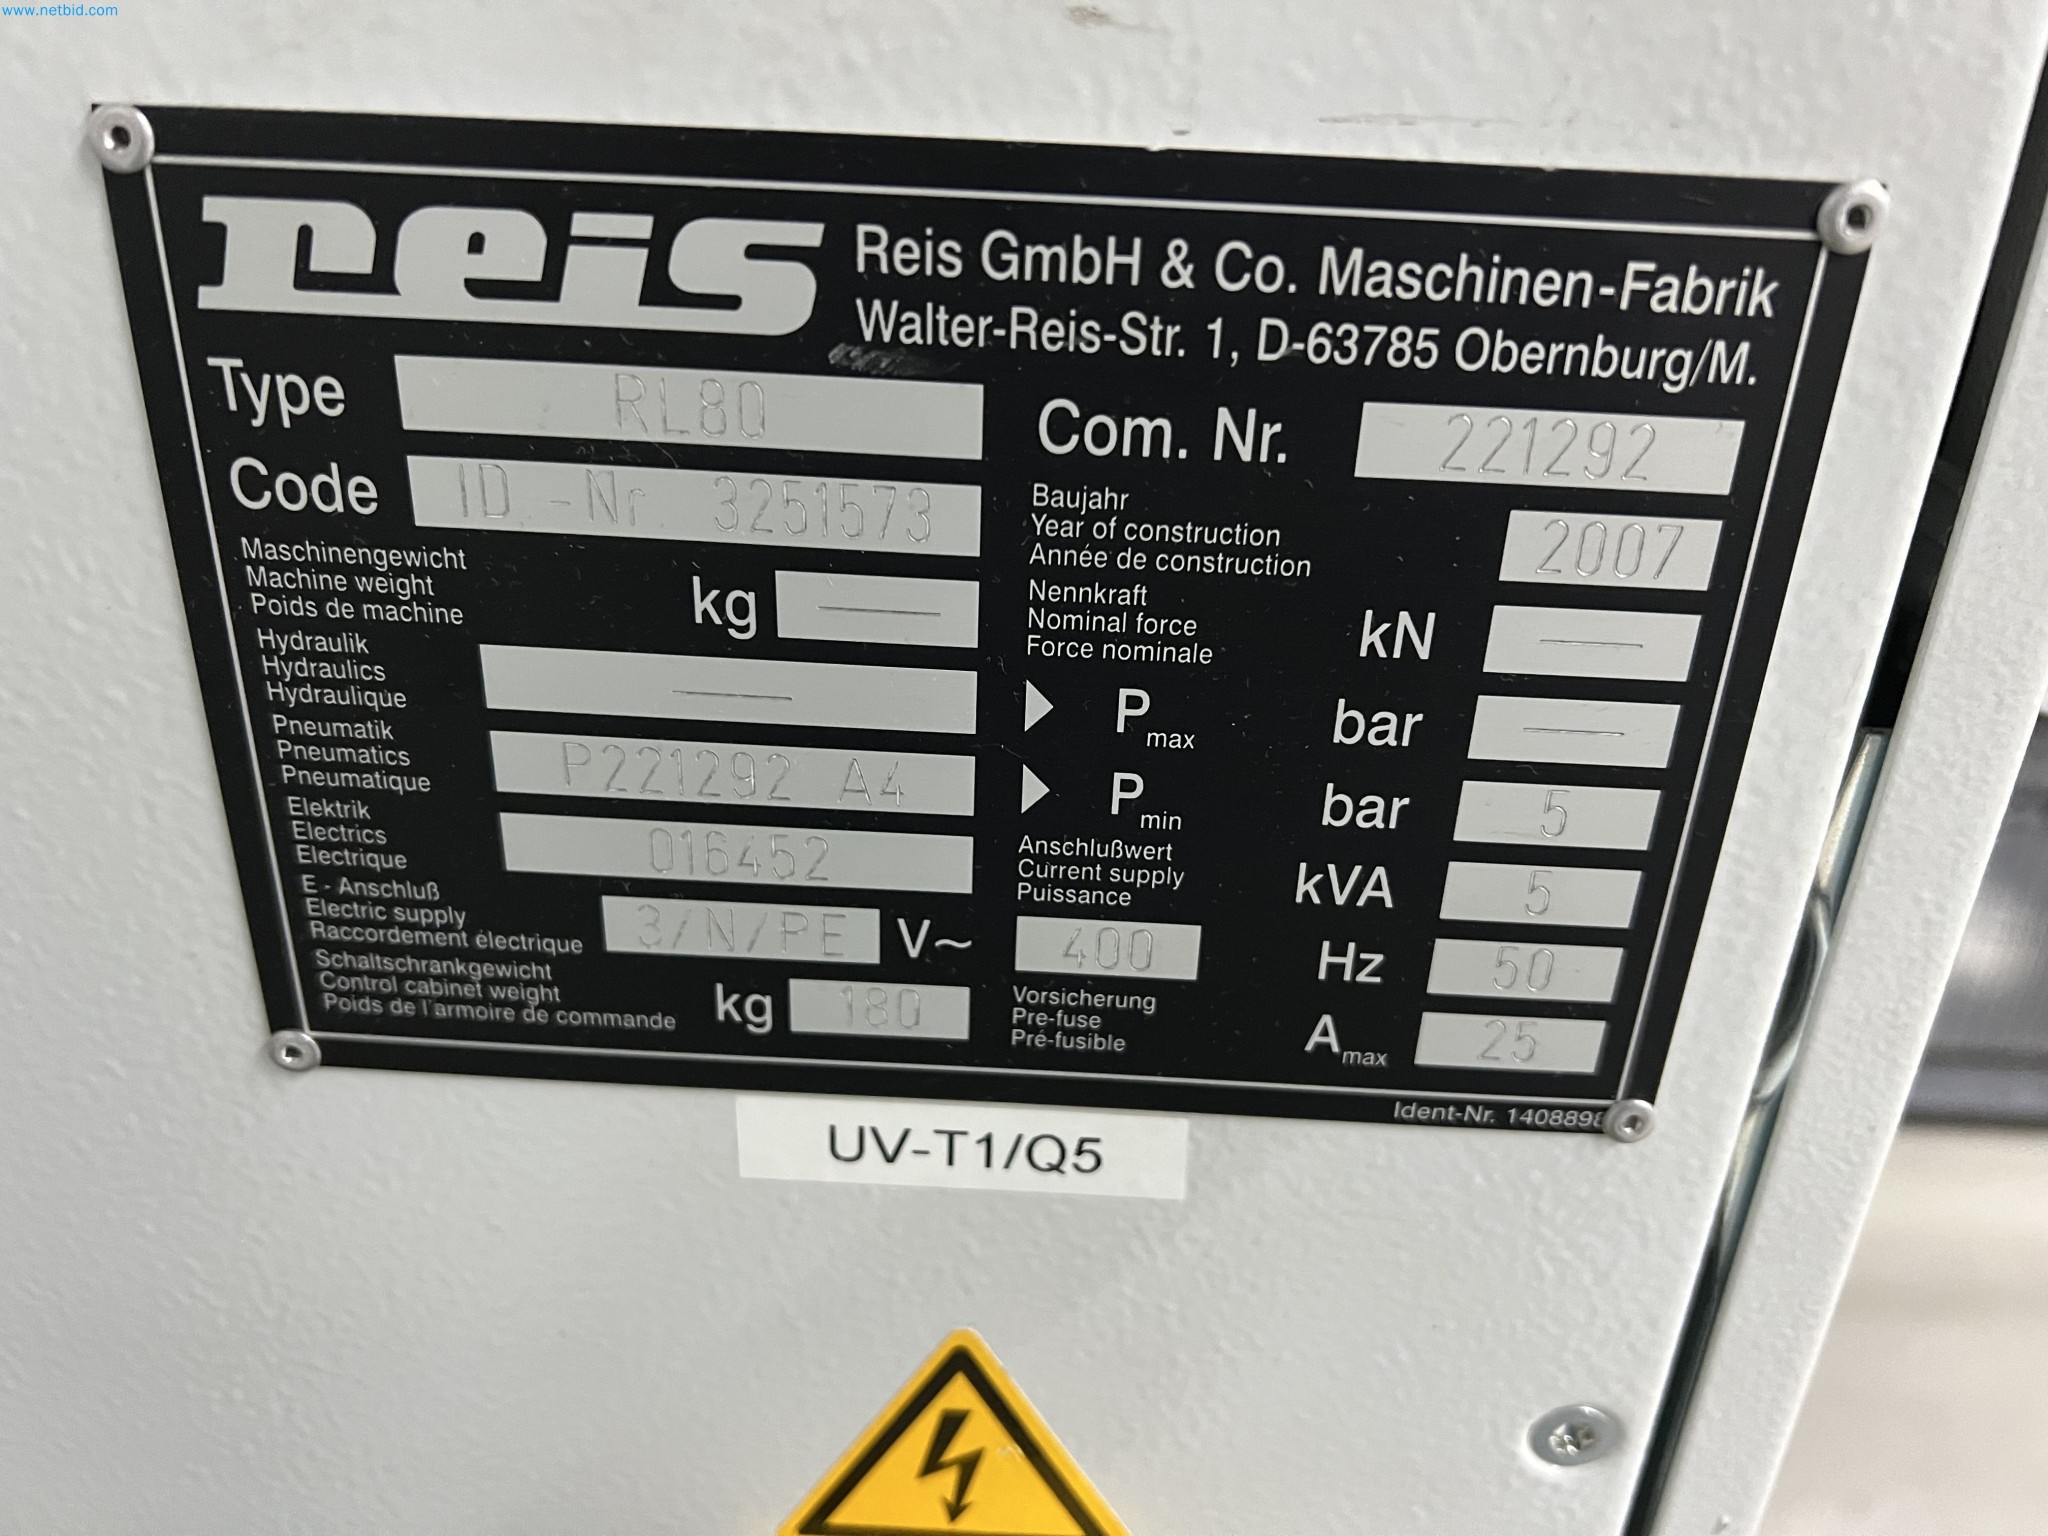 www.netbid.com
reis
Reis GmbH & Co. Maschinen-Fabrik
Walter-Reis-Str. 1, D-63785 Obernburg/M.
Type RL80
Com. Nr. 221292
Code ID.-Nr. 3251573
Baujahr
Year of construction 2007
Année de construction
Maschinengewicht
Machine weight kg —
Poids de machine
Nennkraft
Nominal force kN —
Force nominale
Hydraulik
Hydraulics —
Hydraulique
Pmax bar —
Pneumatik
Pneumatics P221292 A4
Pneumatique
Pmin bar 5
Elektrik
Electrics 016452
Electrique
Anschlußwert
Current supply kVA 5
Puissance
E - Anschluß
Electric supply 3/N/PE V~ 400 Hz 50
Raccordement électrique
Schaltschrankgewicht
Control cabinet weight kg 180
Poids de l'armoire de commande
Vorsicherung
Pre-fuse Amax 25
Pré-fusible
Ident-Nr.
UV-T1/Q5